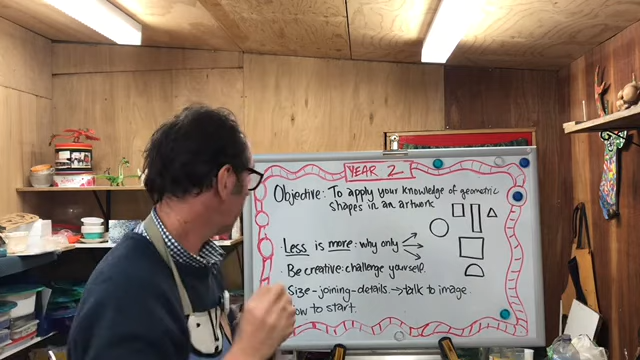 YEAR 2
Objective: To apply your knowledge of geometric
shapes in an artwork
Less is more: why only
Be creative: challenge yourself.
Size-joining-details.→talk to image.
How to start.